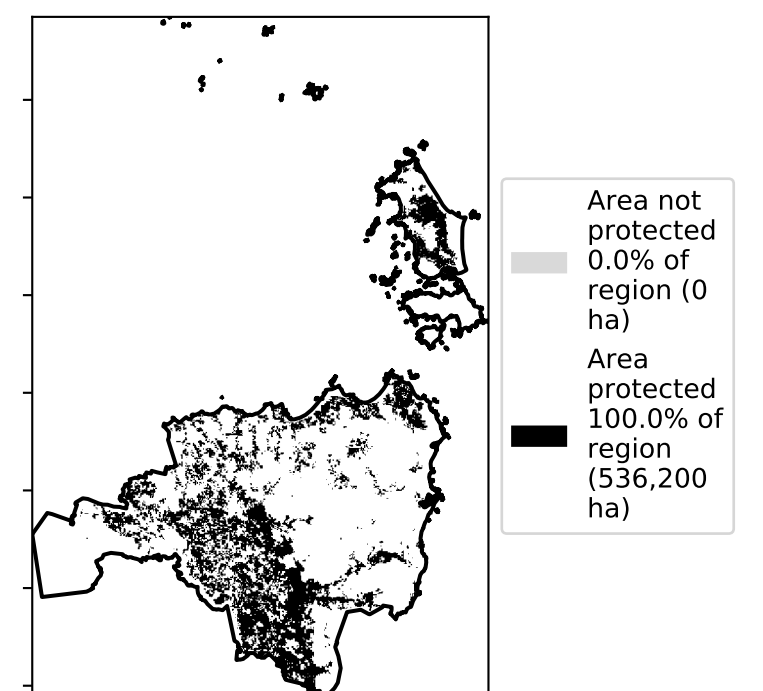 Area not
protected
0.0% of
region (0
ha)
Area
protected
100.0% of
region
(536,200
ha)